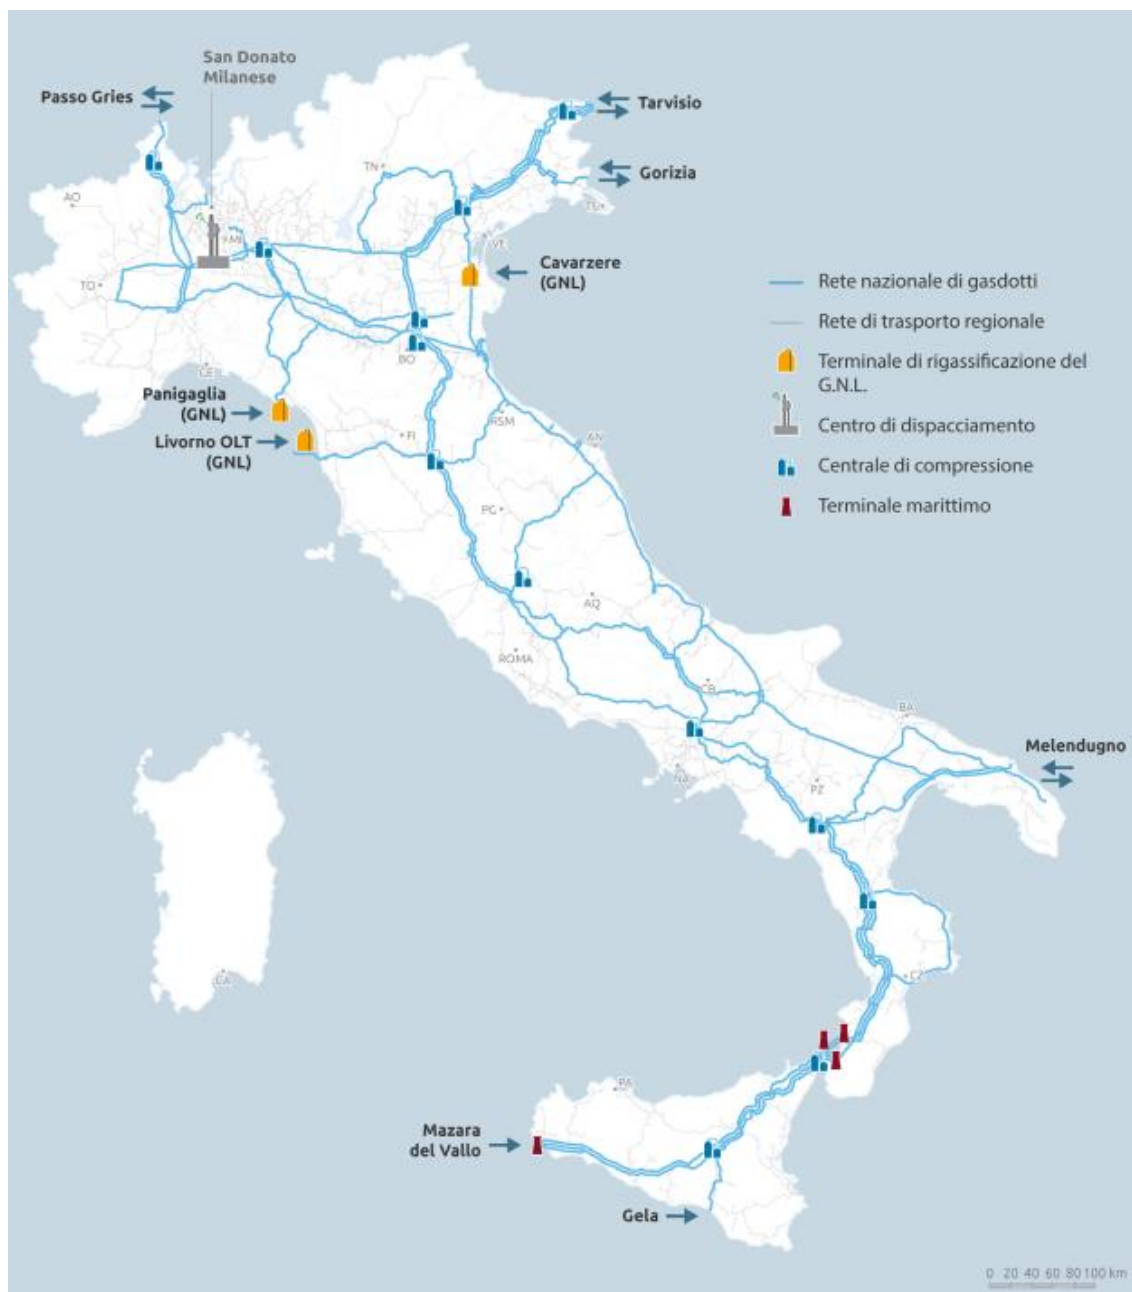 San Donato
Milanese
Passo Gries
Tarvisio
TN
Gorizia
AO
TS
MI
VE
Cavarzere
(GNL)
TO
Rete nazionale di gasdotti
Rete di trasporto regionale
BO
GE
Terminale di rigassificazione del
G.N.L.
Panigaglia
(GNL)
RSM
Centro di dispacciamento
Livorno OLT
(GNL)
FI
AN
Centrale di compressione
PG
Terminale marittimo
AQ
ROMA
CB
BA
Melendugno
NA
PZ
CA
CZ
PA
Mazara
del Vallo
Gela
0 20 40 60 80 100 km